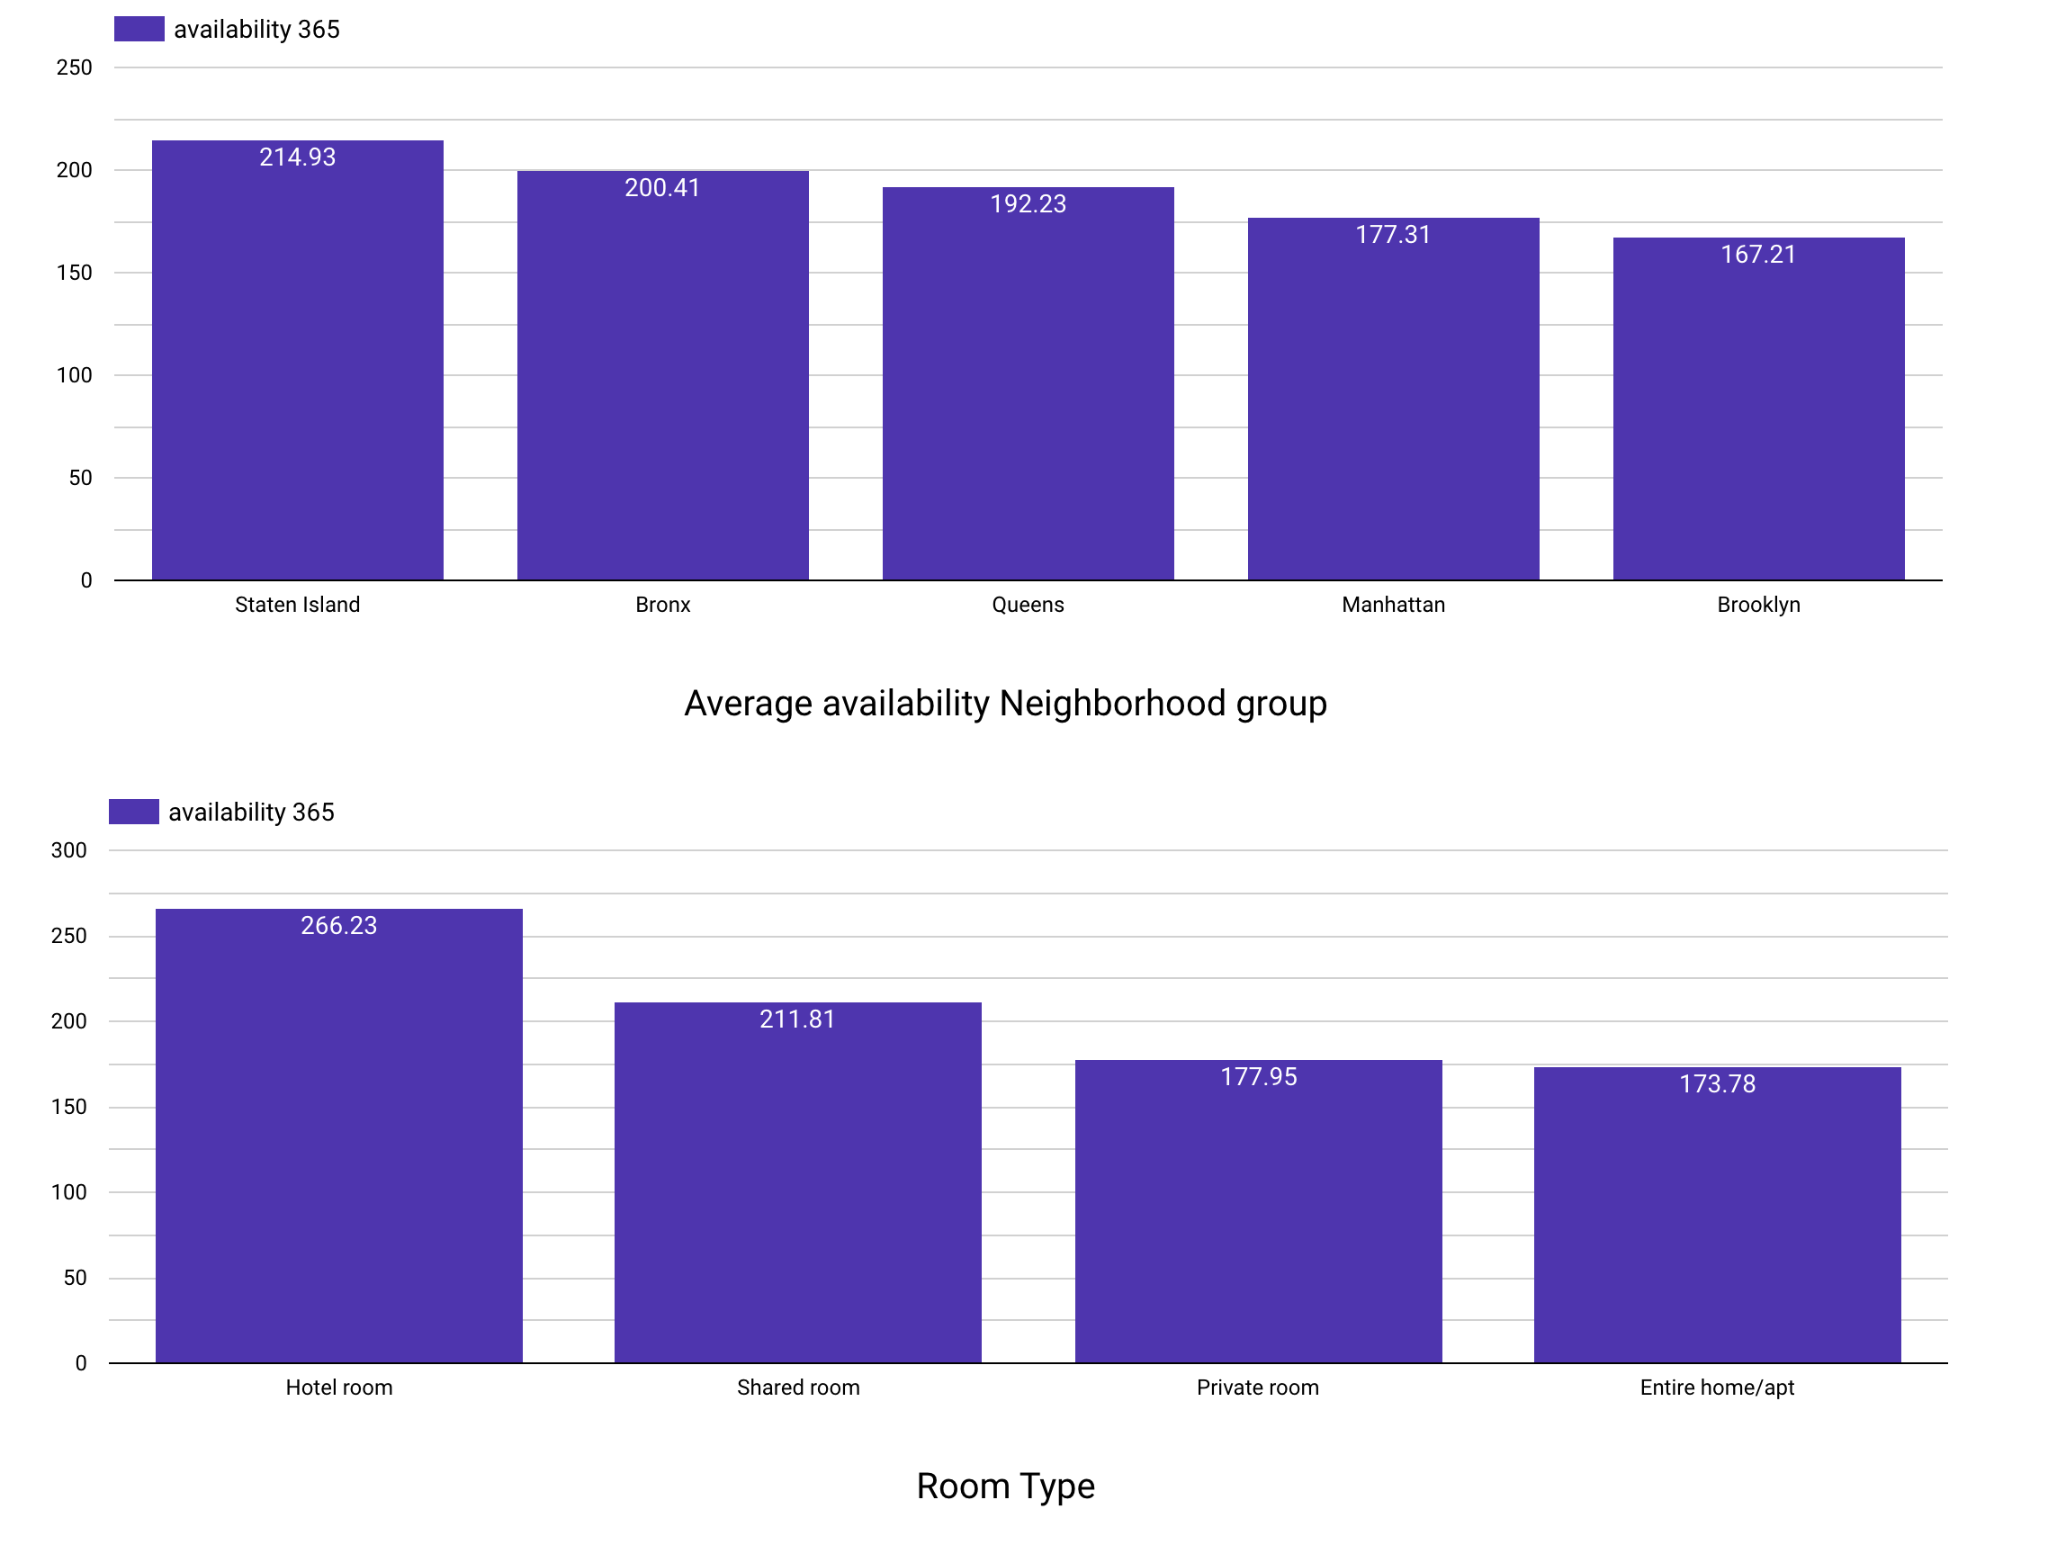 availability 365
250
200
150
100
50
0
214.93
200.41
192.23
177.31
167.21
Staten Island
Bronx
Queens
Manhattan
Brooklyn
Average availability Neighborhood group
availability 365
300
250
200
150
100
50
0
266.23
211.81
177.95
173.78
Hotel room
Shared room
Private room
Entire home/apt
Room Type